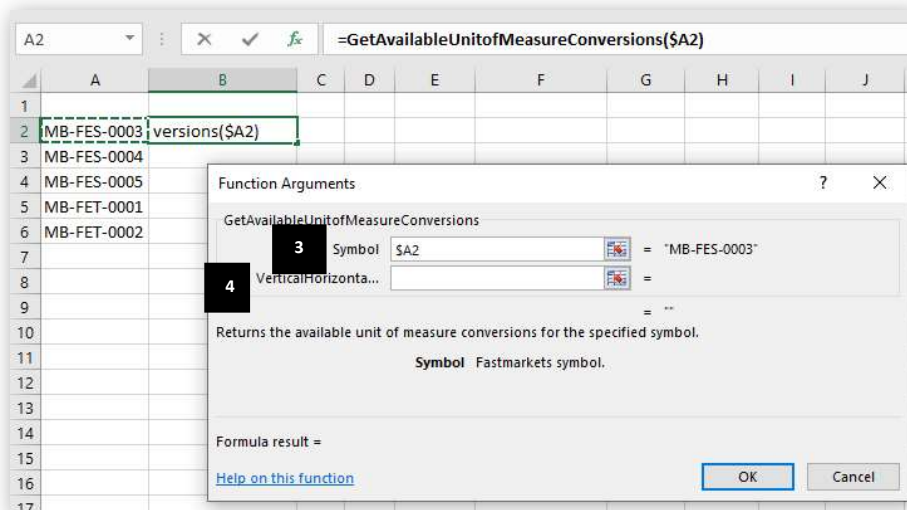 A2 fx =GetAvailableUnitofMeasureConversions($A2)
A B C D E F G H I J
1
2 MB-FES-0003 versions($A2)
3 MB-FES-0004
4 MB-FES-0005
5 MB-FET-0001
6 MB-FET-0002
7
8
9
10
11
12
13
14
15
16
17
Function Arguments ? X
GetAvailableUnitofMeasureConversions
3 Symbol $A2 = "MB-FES-0003"
4 VerticalHorizonta... =
= ""
Returns the available unit of measure conversions for the specified symbol.
Symbol Fastmarkets symbol.
Formula result =
Help on this function OK Cancel